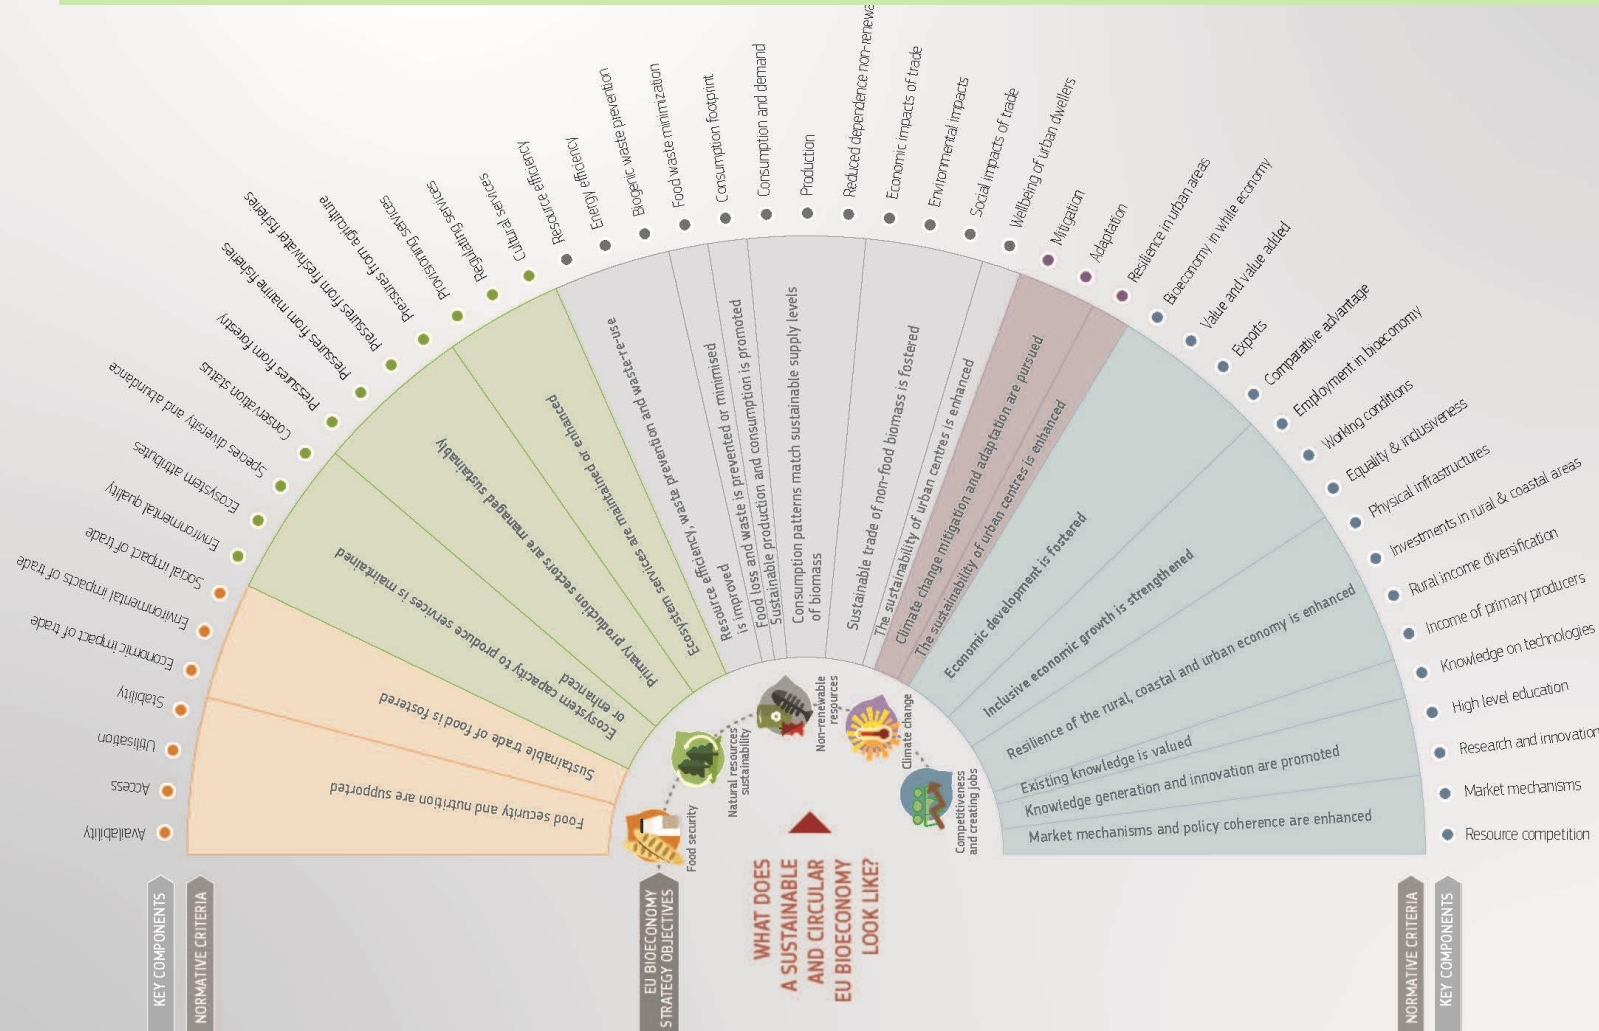 Availability
Access
Utilisation
Stability
Economic impact of trade
Environmental impacts of trade
Social impact of trade
Environmental quality
Ecosystem attributes
Species diversity and abundance
Conservation status
Pressures from forestry
Pressures from marine fisheries
Pressures from freshwater fisheries
Pressures from agriculture
Provisioning services
Regulating services
Cultural services
Resource efficiency
Energy efficiency
Biogenic waste prevention
Food waste minimization
Consumption footprint
Consumption and demand
Production
Reduced dependence non-renewa
Economic impacts of trade
Environmental impacts
Social impacts of trade
Wellbeing of urban dwellers
Mitigation
Adaptation
Resilience in urban areas
Bioeconomy in while economy
Value and value added
Exports
Comparative advantage
Employment in bioeconomy
Working conditions
Equality & inclusiveness
Physical infrastructures
Investments in rural & coastal areas
Rural income diversification
Income of primary producers
Knowledge on technologies
High level education
Research and innovation
Market mechanisms
Resource competition
Food security and nutrition are supported
Sustainable trade of food is fostered
Ecosystem capacity to produce services is maintained
or enhanced
Primary production sectors are managed sustainably
Ecosystem services are maintained or enhanced
Resource efficiency, waste prevention and waste-re-use
is improved
Food loss and waste is prevented or minimised
Sustainable production and consumption is promoted
Consumption patterns match sustainable supply levels
of biomass
Sustainable trade of non-food biomass is fostered
The sustainability of urban centres is enhanced
Climate change mitigation and adaptation are pursued
The sustainability of urban centres is enhanced
Economic development is fostered
Inclusive economic growth is strengthened
Resilience of the rural, coastal and urban economy is enhanced
Existing knowledge is valued
Knowledge generation and innovation are promoted
Market mechanisms and policy coherence are enhanced
Food security
Natural resources
sustainability
Non-renewable
resources
Climate change
Competitiveness
and creating jobs
WHAT DOES
A SUSTAINABLE
AND CIRCULAR
EU BIOECONOMY
LOOK LIKE?
KEY COMPONENTS
NORMATIVE CRITERIA
EU BIOECONOMY
STRATEGY OBJECTIVES
NORMATIVE CRITERIA
KEY COMPONENTS